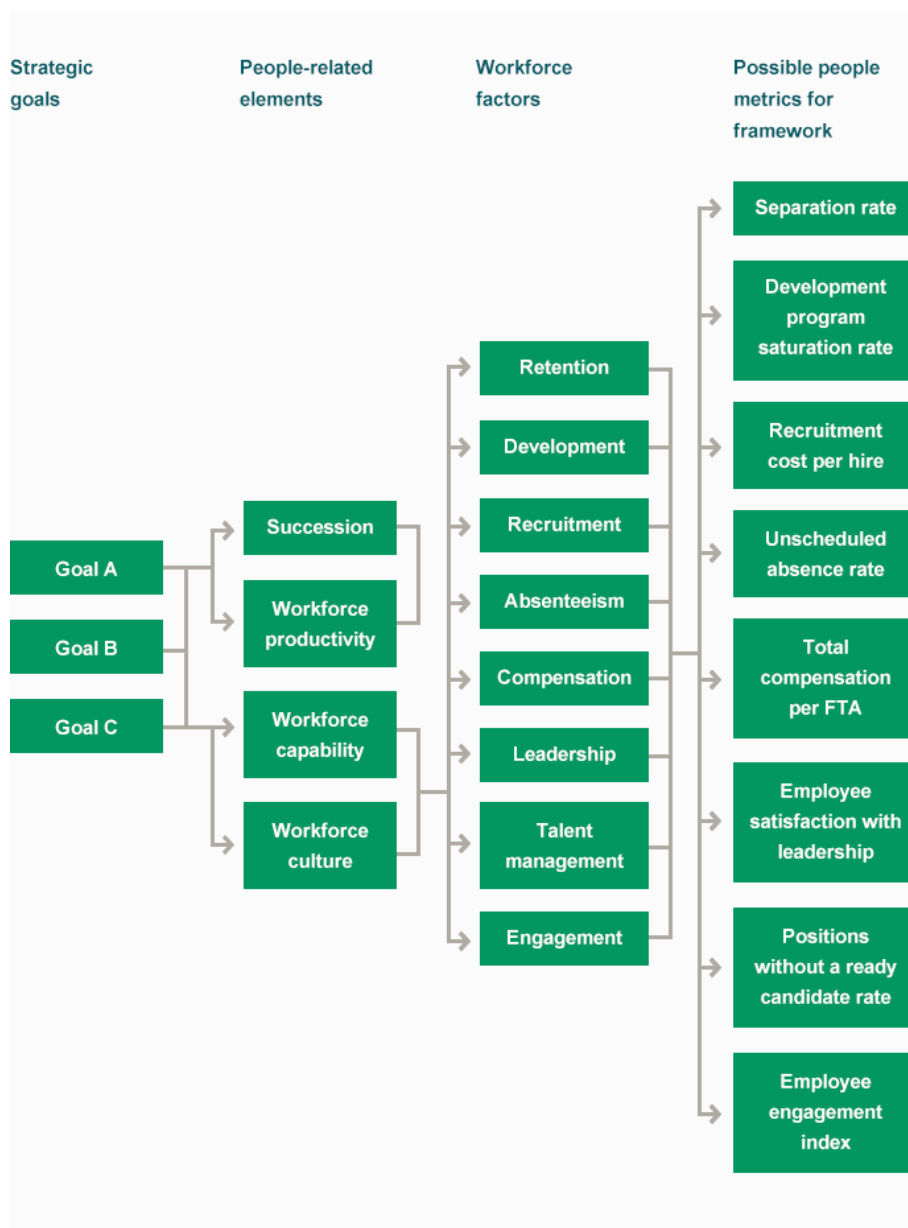 Strategic
goals
People-related
elements
Workforce
factors
Possible people
metrics for
framework
Goal A
Goal B
Goal C
Succession
Workforce
productivity
Workforce
capability
Workforce
culture
Retention
Development
Recruitment
Absenteeism
Compensation
Leadership
Talent
management
Engagement
Separation rate
Development
program
saturation rate
Recruitment
cost per hire
Unscheduled
absence rate
Total
compensation
per FTA
Employee
satisfaction with
leadership
Positions
without a ready
candidate rate
Employee
engagement
index